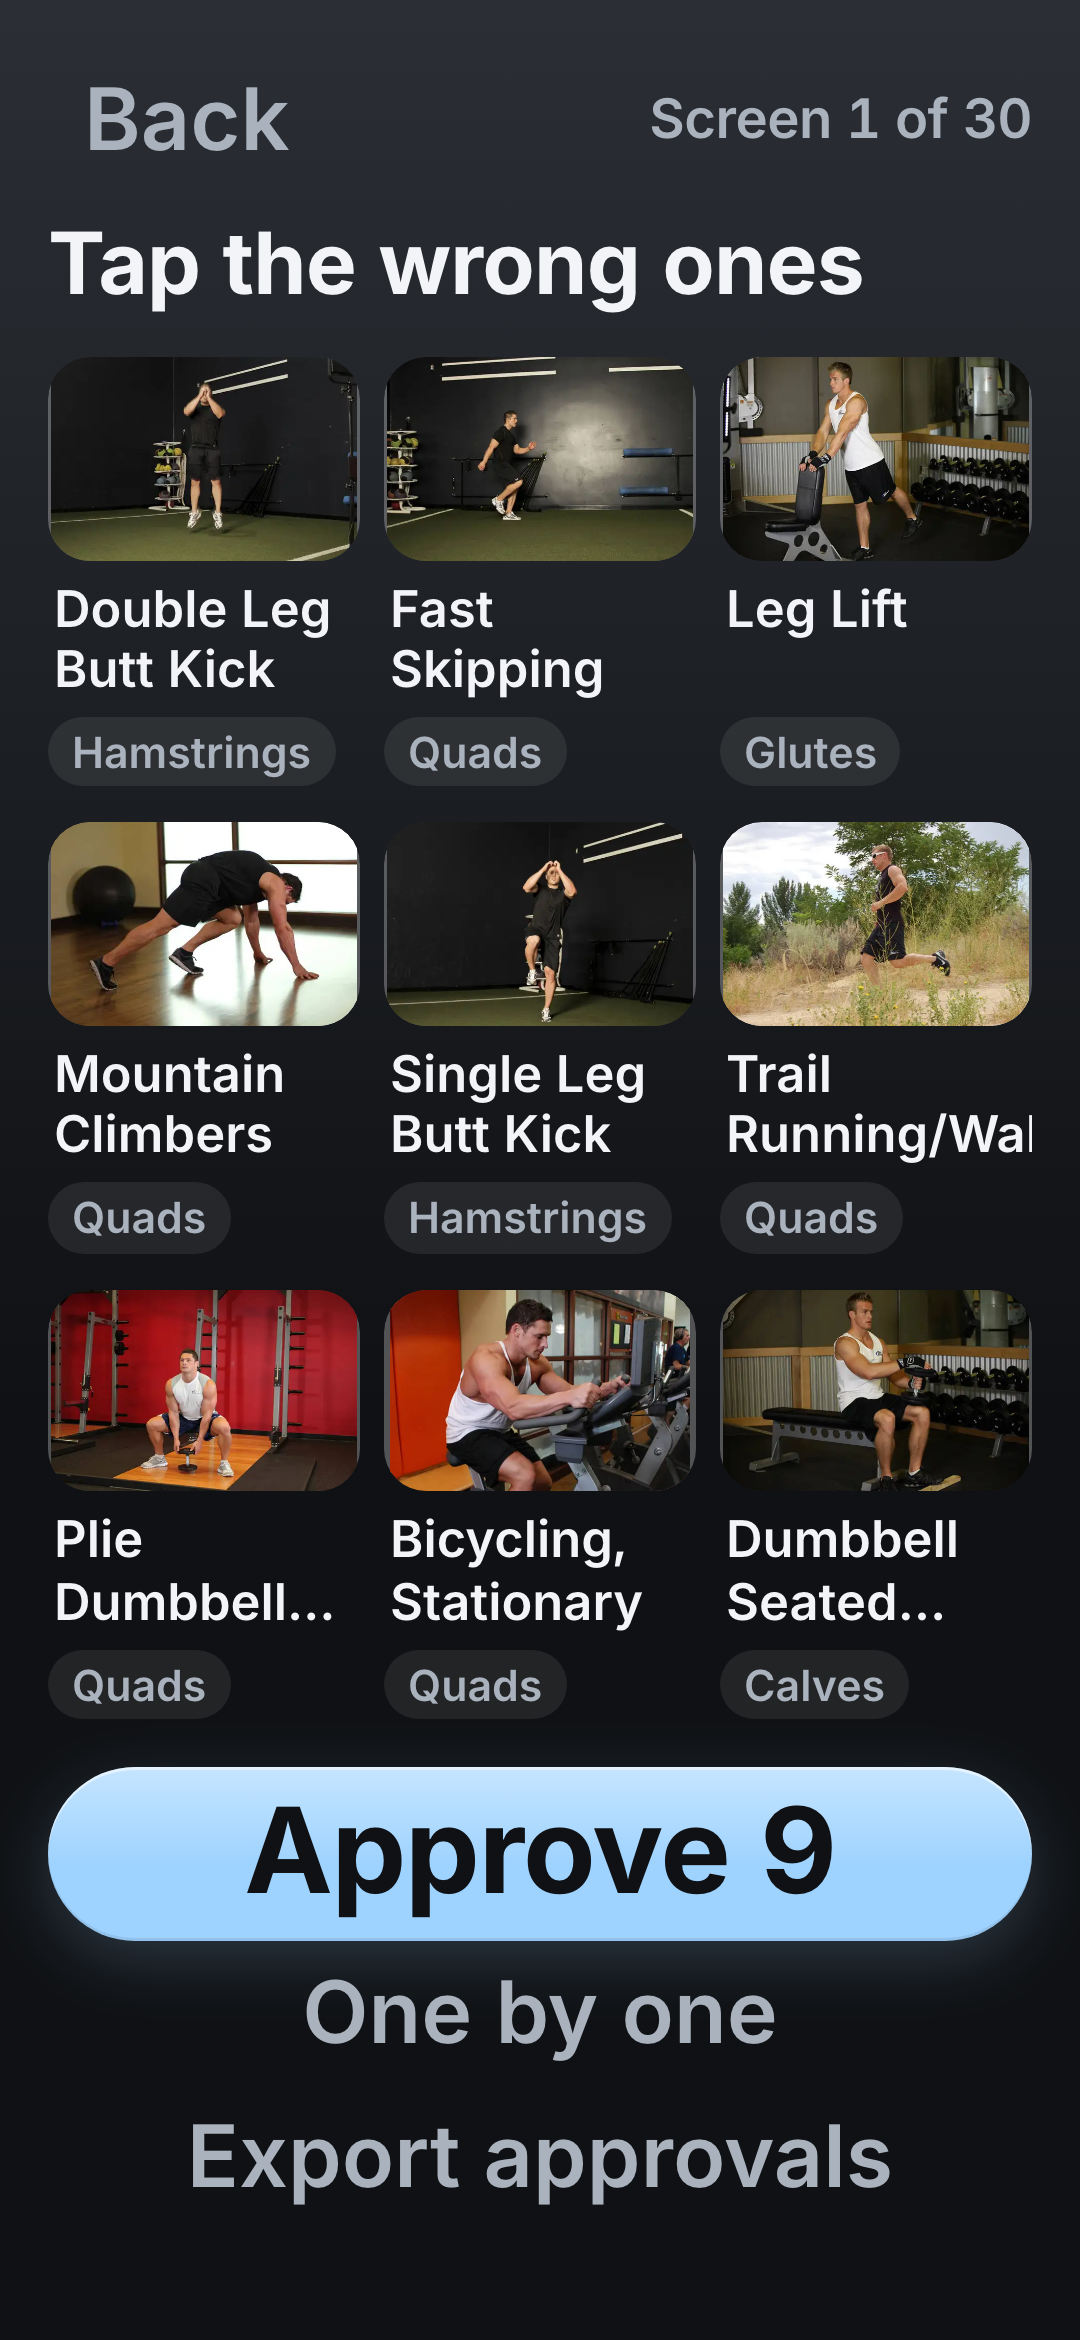 Back
Screen 1 of 30
Tap the wrong ones
Double Leg
Butt Kick
Fast
Skipping
Leg Lift
Hamstrings
Quads
Glutes
Mountain
Climbers
Single Leg
Butt Kick
Trail
Running/Wal
Quads
Hamstrings
Quads
Plie
Dumbbell...
Bicycling,
Stationary
Dumbbell
Seated...
Quads
Quads
Calves
Approve 9
One by one
Export approvals